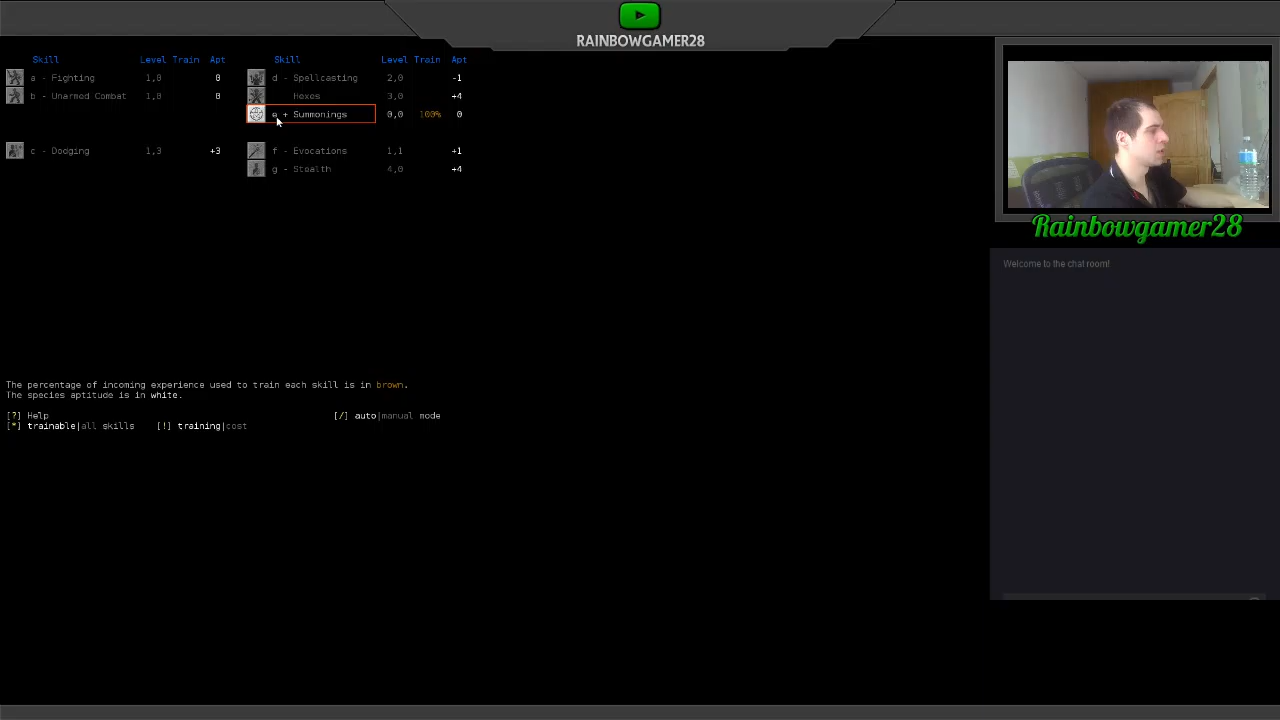 RAINBOWGAMER28
Skill Level Train Apt Skill Level Train Apt
a - Fighting 1,0 0 d - Spellcasting 2,0 -1
b - Unarmed Combat 1,0 0 Hexes 3,0 +4
e + Summonings 0,0 100% 0
c - Dodging 1,3 +3 f - Evocations 1,1 +1
g - Stealth 4,0 +4
Rainbowgamer28
Welcome to the chat room!
The percentage of incoming experience used to train each skill is in brown.
The species aptitude is in white.
[?] Help [/] auto|manual mode
[*] trainable|all skills [!] training|cost